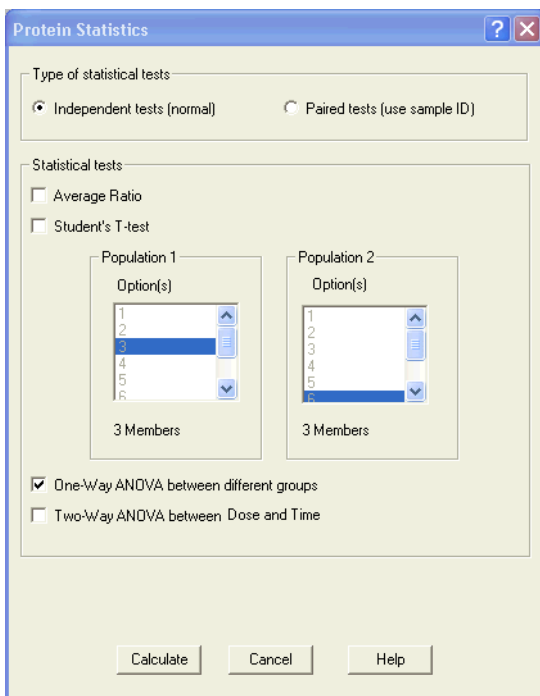 Protein Statistics
Type of statistical tests
Independent tests (normal)
Paired tests (use sample ID)
Statistical tests
Average Ratio
Student's T-test
Population 1
Option(s)
1
2
3
4
5
6
3 Members
Population 2
Option(s)
1
2
3
4
5
6
3 Members
One-Way ANOVA between different groups
Two-Way ANOVA between Dose and Time
Calculate
Cancel
Help